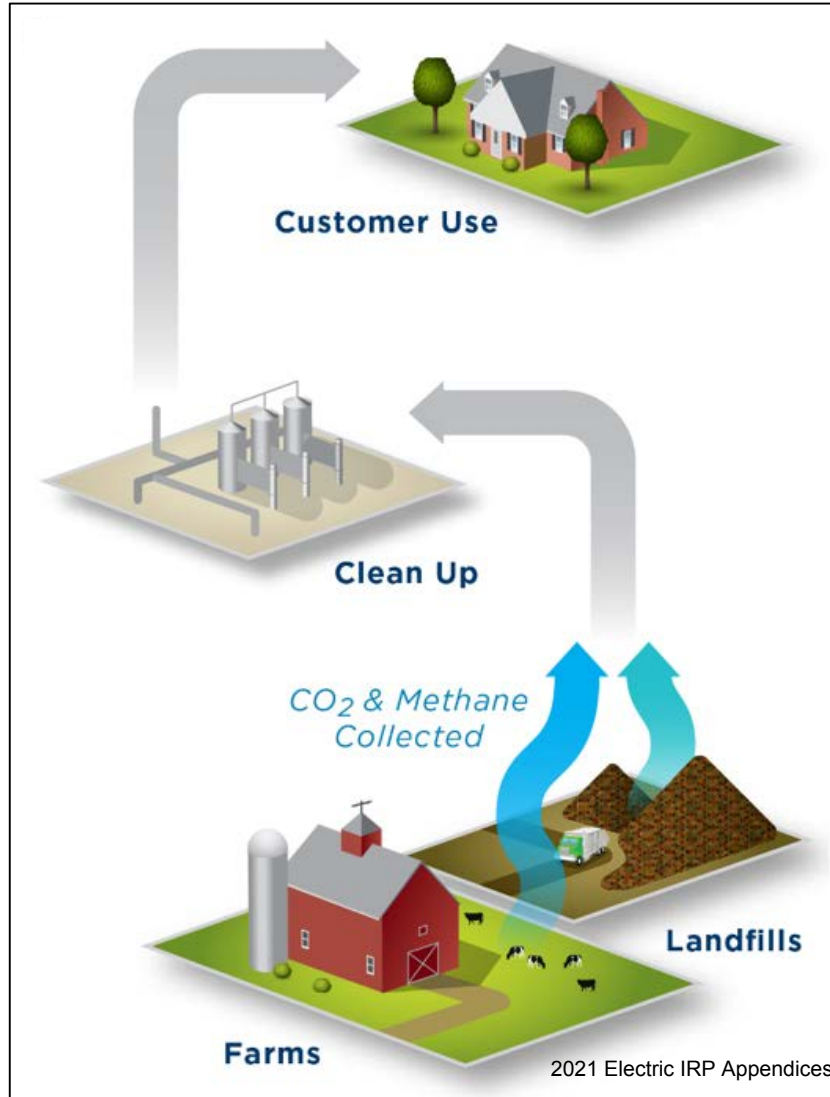 Customer Use
Clean Up
CO2 & Methane
Collected
Landfills
Farms
2021 Electric IRP Appendices